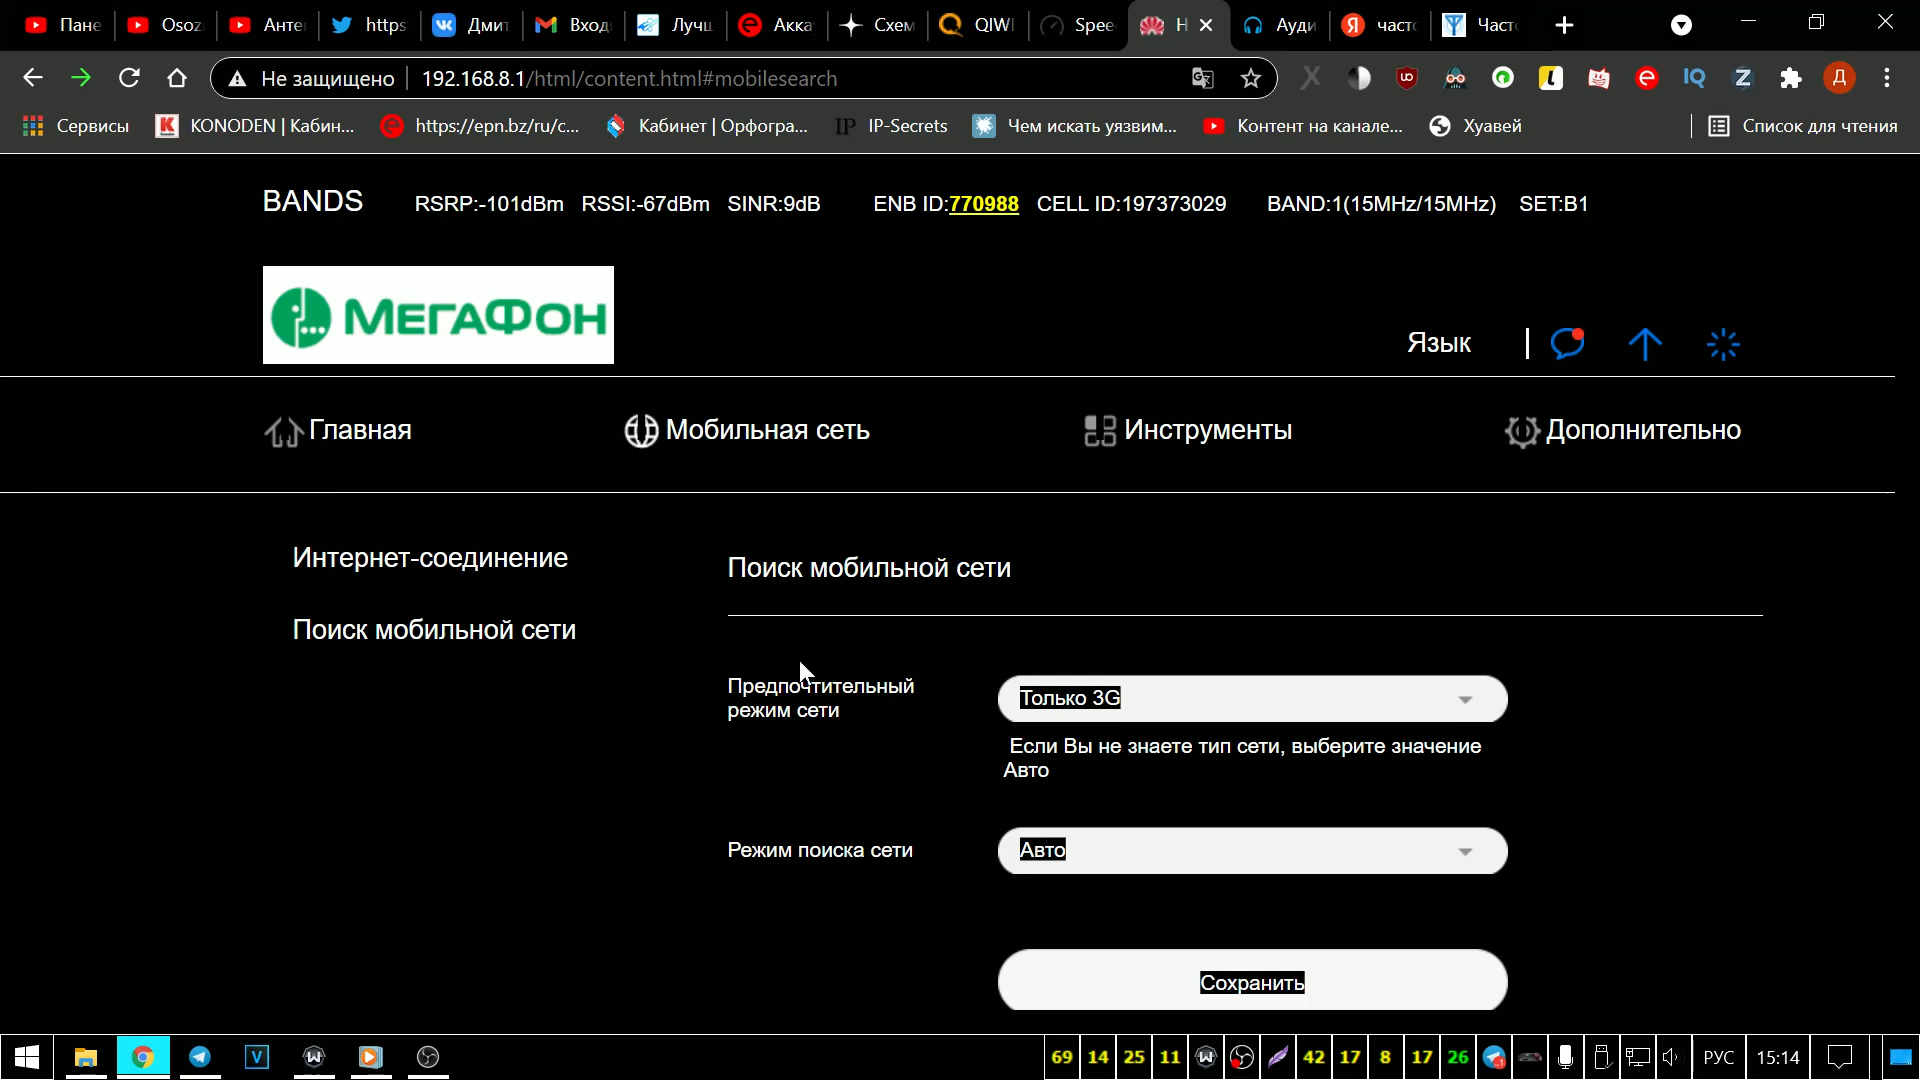 Пане
Osoz
Анте
https
Дми
Вход
Лучш
Акка
Схем
QIWI
Spee
Н
Ауди
част
Част
Не защищено
192.168.8.1/html/content.html#mobilesearch
Д
Сервисы
KONODEN | Кабин...
https://epn.bz/ru/c...
Кабинет | Орфогра...
IP IP-Secrets
Чем искать уязвим...
Контент на канале...
Хуавей
Список для чтения
BANDS RSRP:-101dBm RSSI:-67dBm SINR:9dB ENB ID:770988 CELL ID:197373029 BAND:1(15MHz/15MHz) SET:B1
МЕГАФОН
Язык
Главная
Мобильная сеть
Инструменты
Дополнительно
Интернет-соединение
Поиск мобильной сети
Поиск мобильной сети
Предпочтительный
режим сети
Только 3G
Если Вы не знаете тип сети, выберите значение
Авто
Режим поиска сети
Авто
Сохранить
69 14 25 11 42 17 8 17 26 РУС 15:14